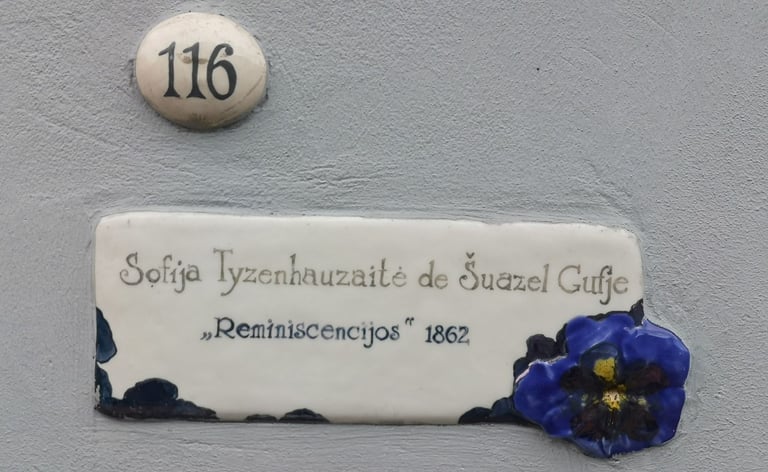 116
Sofija Tyzenhauzaitė de Šuazel Gufje
„Reminiscencijos“ 1862